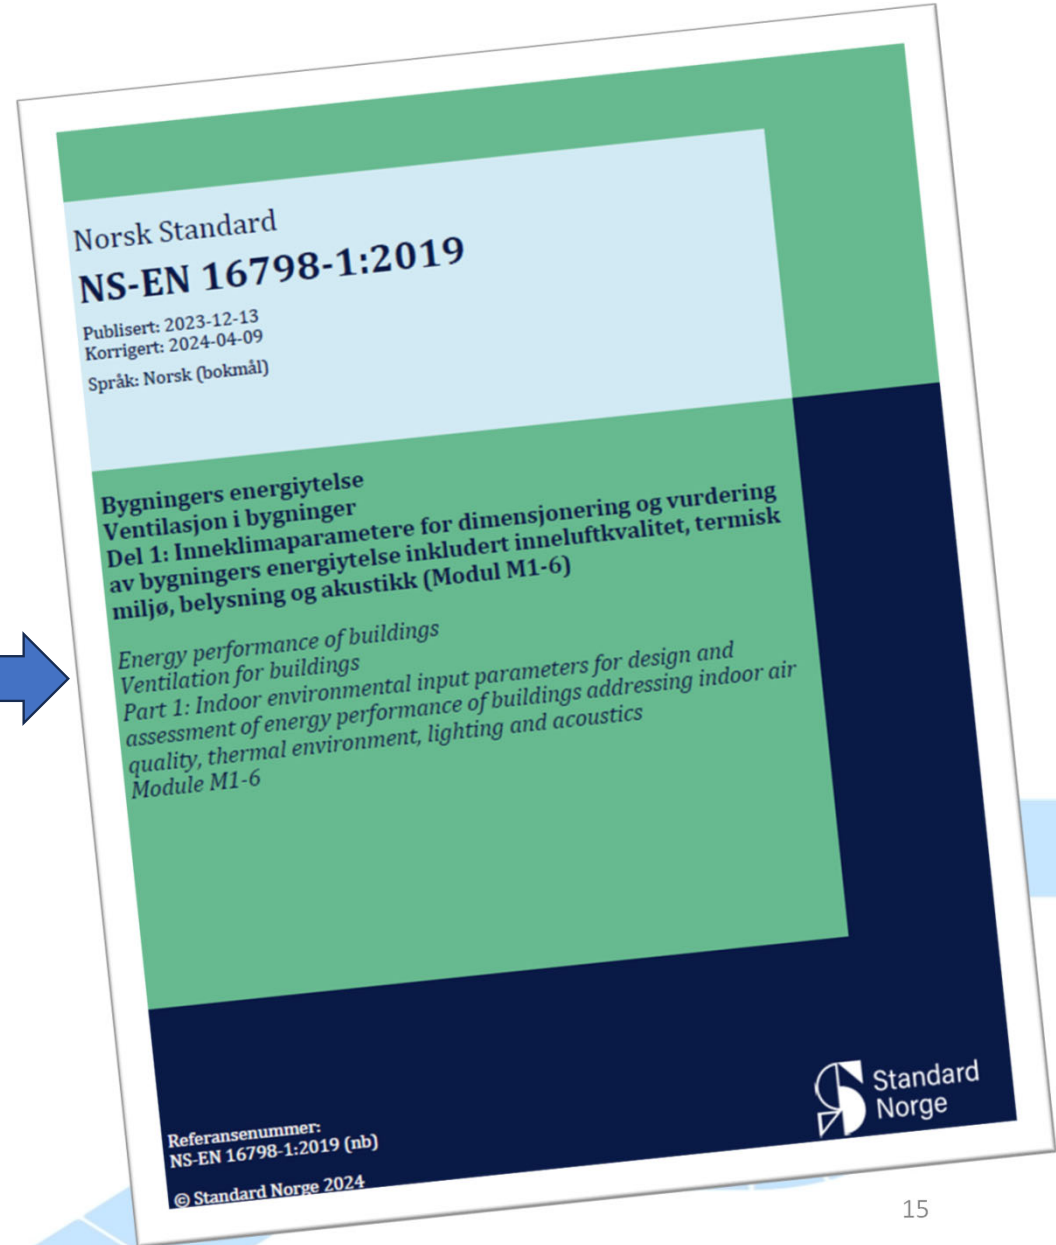 Norsk Standard
NS-EN 16798-1:2019
Publisert: 2023-12-13
Korrigert: 2024-04-09
Språk: Norsk (bokmål)
Bygningers energiytelse
Ventilasjon i bygninger
Del 1: Inneklimaparametere for dimensjonering og vurdering
av bygningers energiytelse inkludert inneluftkvalitet, termisk
miljø, belysning og akustikk (Modul M1-6)
Energy performance of buildings
Ventilation for buildings
Part 1: Indoor environmental input parameters for design and
assessment of energy performance of buildings addressing indoor air
quality, thermal environment, lighting and acoustics
Module M1-6
Referansenummer:
NS-EN 16798-1:2019 (nb)
© Standard Norge 2024
Standard
Norge
15